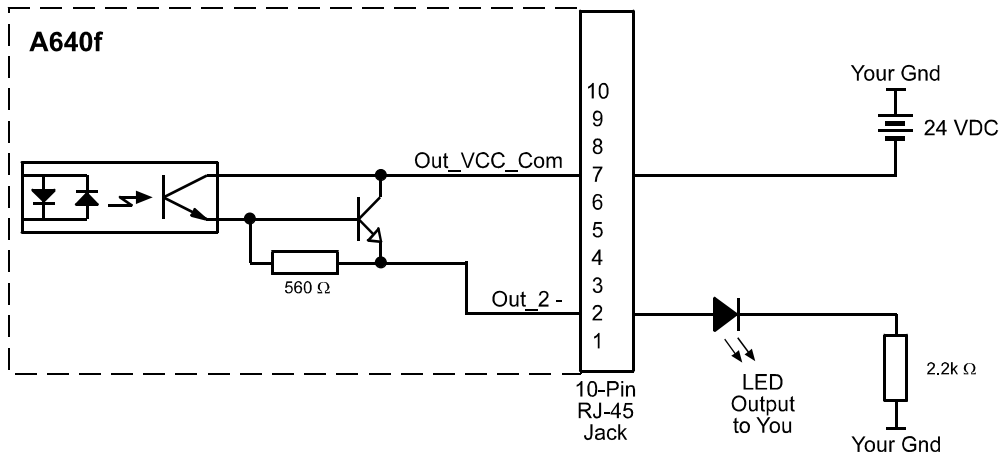 A640f
Your Gnd
24 VDC
10
9
8
Out_VCC_Com
7
6
5
4
3
560 Ω
Out_2 -
2
1
10-Pin
RJ-45
Jack
LED
Output
to You
2.2k Ω
Your Gnd